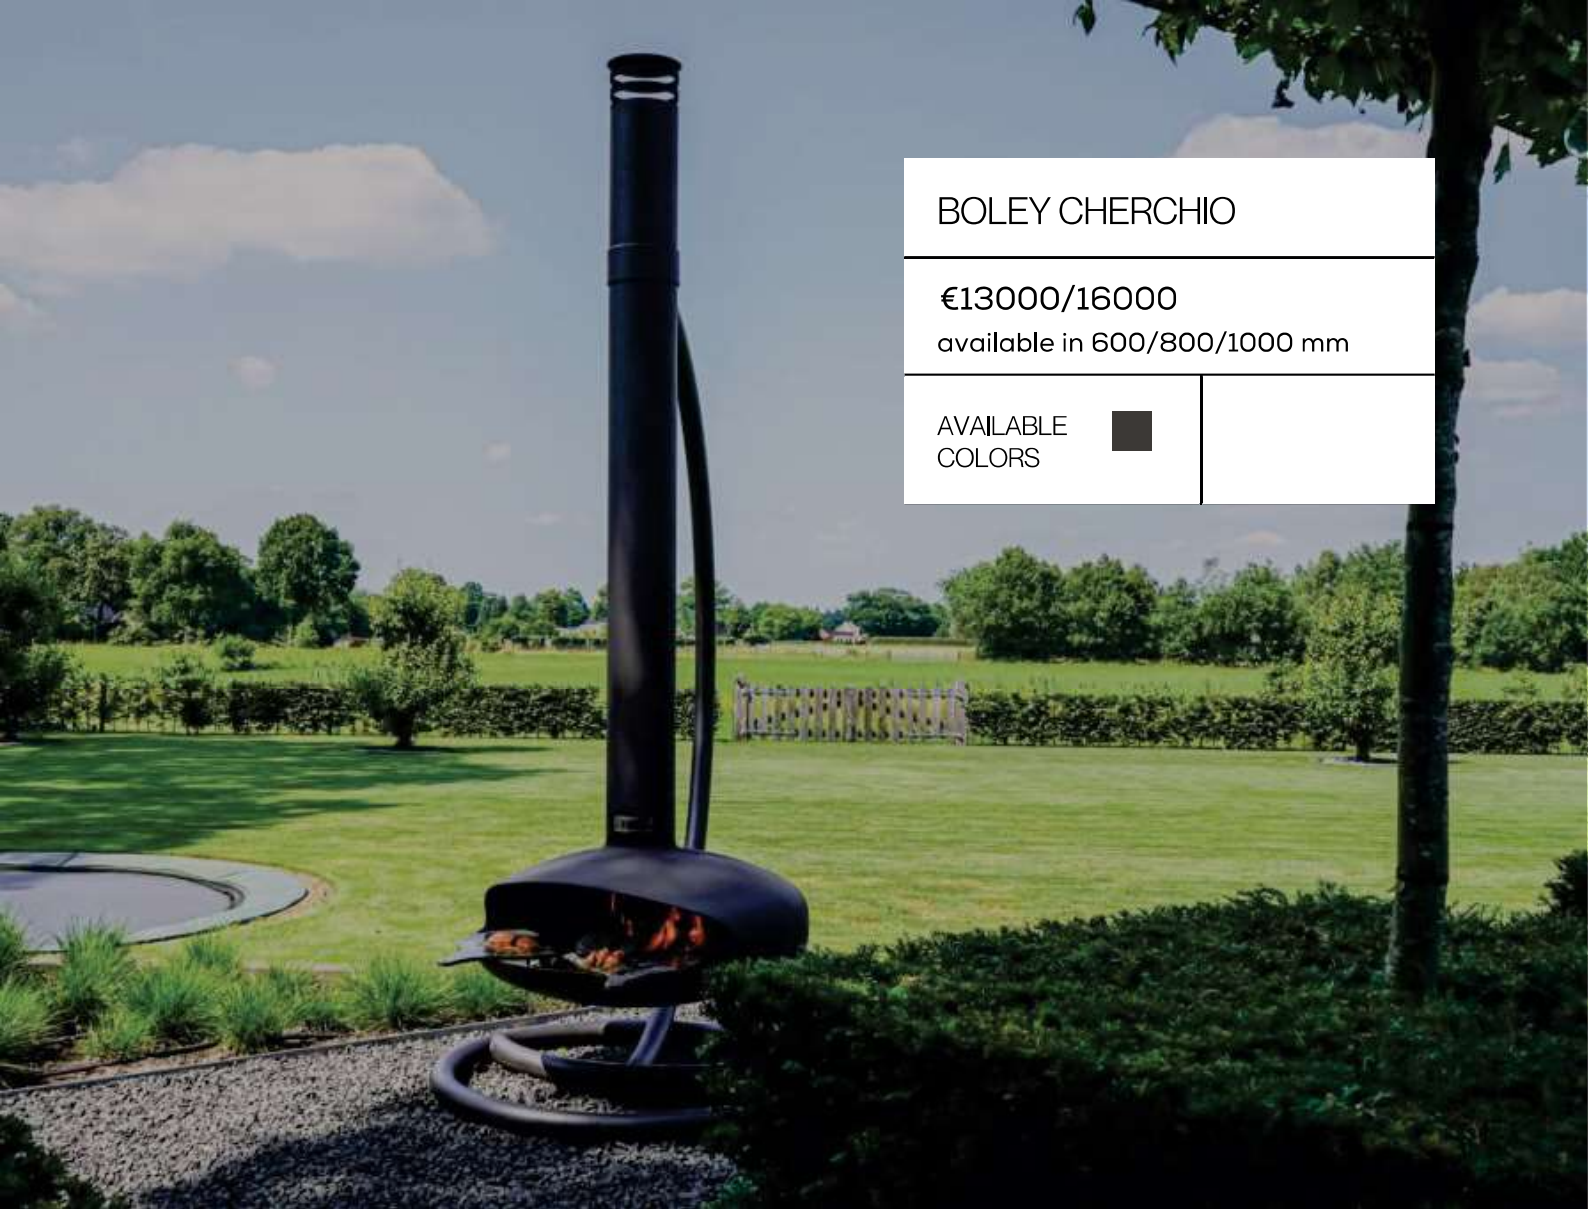 BOLEY CHERCHIO
€13000/16000
available in 600/800/1000 mm
AVAILABLE
COLORS